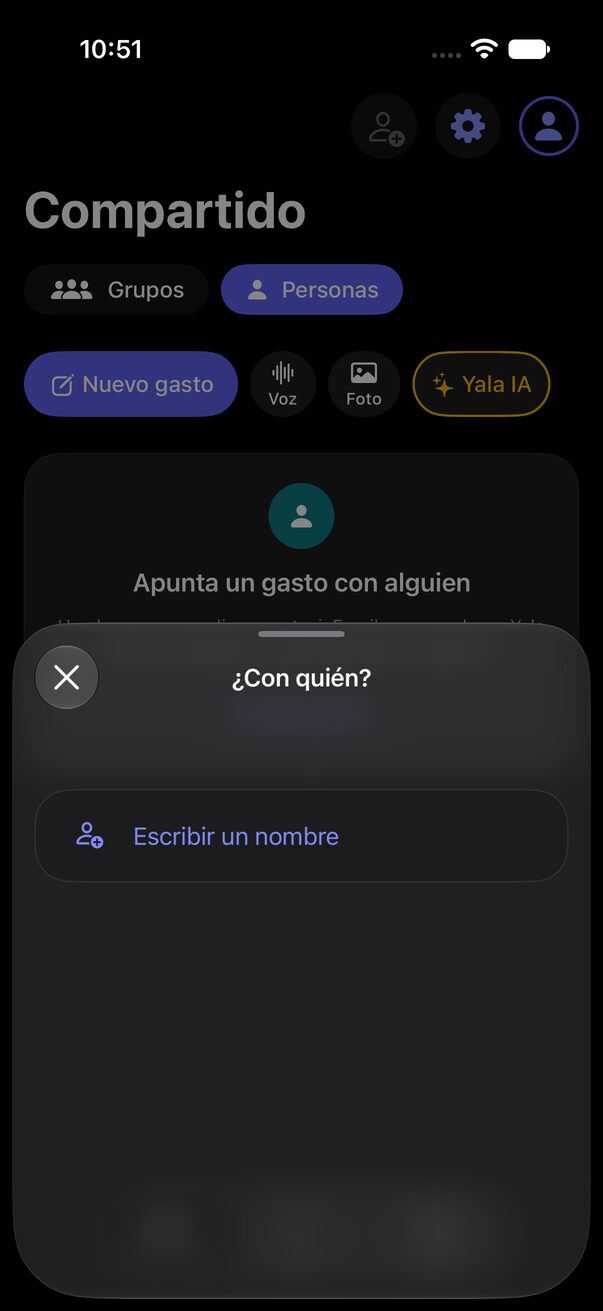 10:51
Compartido
Grupos
Personas
Nuevo gasto
Voz
Foto
Yala IA
Apunta un gasto con alguien
¿Con quién?
Escribir un nombre